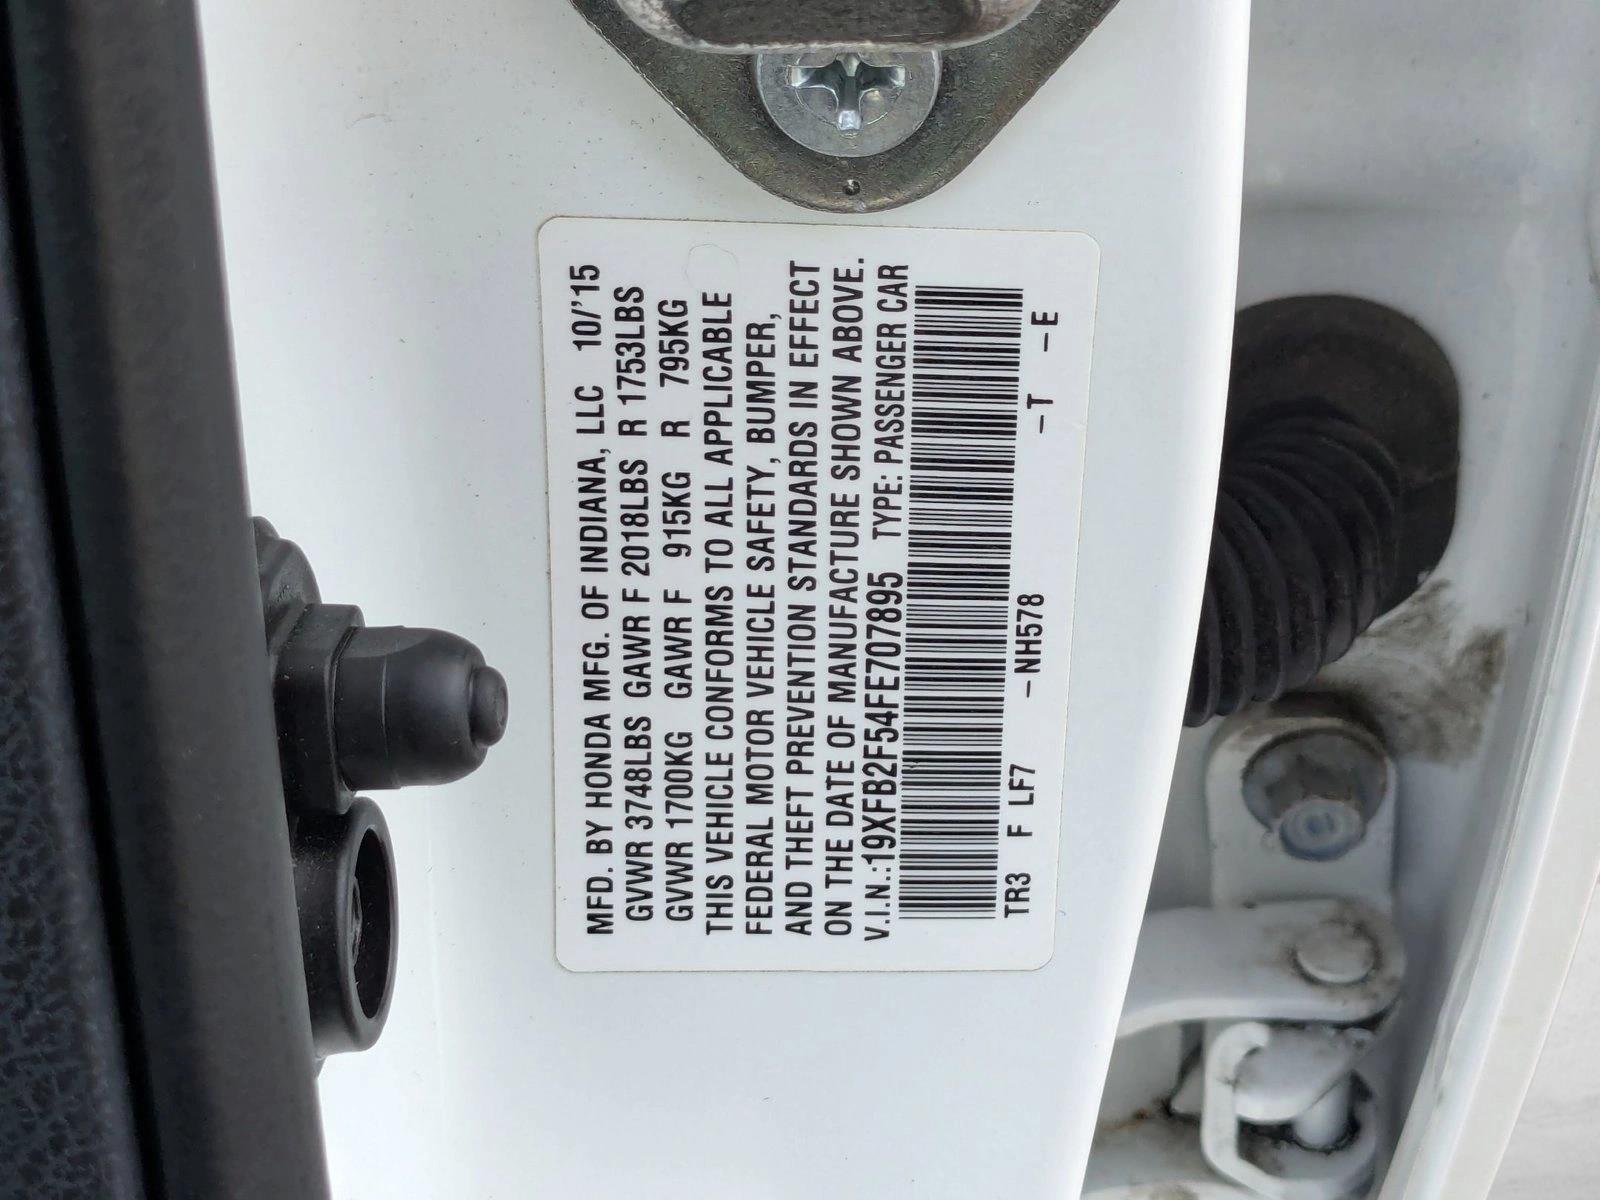 MFD. BY HONDA MFG. OF INDIANA, LLC 10/'15
GVWR 3748LBS GAWR F 2018LBS R 1753LBS
GVWR 1700KG GAWR F 915KG R 795KG
THIS VEHICLE CONFORMS TO ALL APPLICABLE
FEDERAL MOTOR VEHICLE SAFETY, BUMPER,
AND THEFT PREVENTION STANDARDS IN EFFECT
ON THE DATE OF MANUFACTURE SHOWN ABOVE.
V.I.N.:19XFB2F54FE707895 TYPE: PASSENGER CAR
TR3 F LF7 -NH578 -T -E